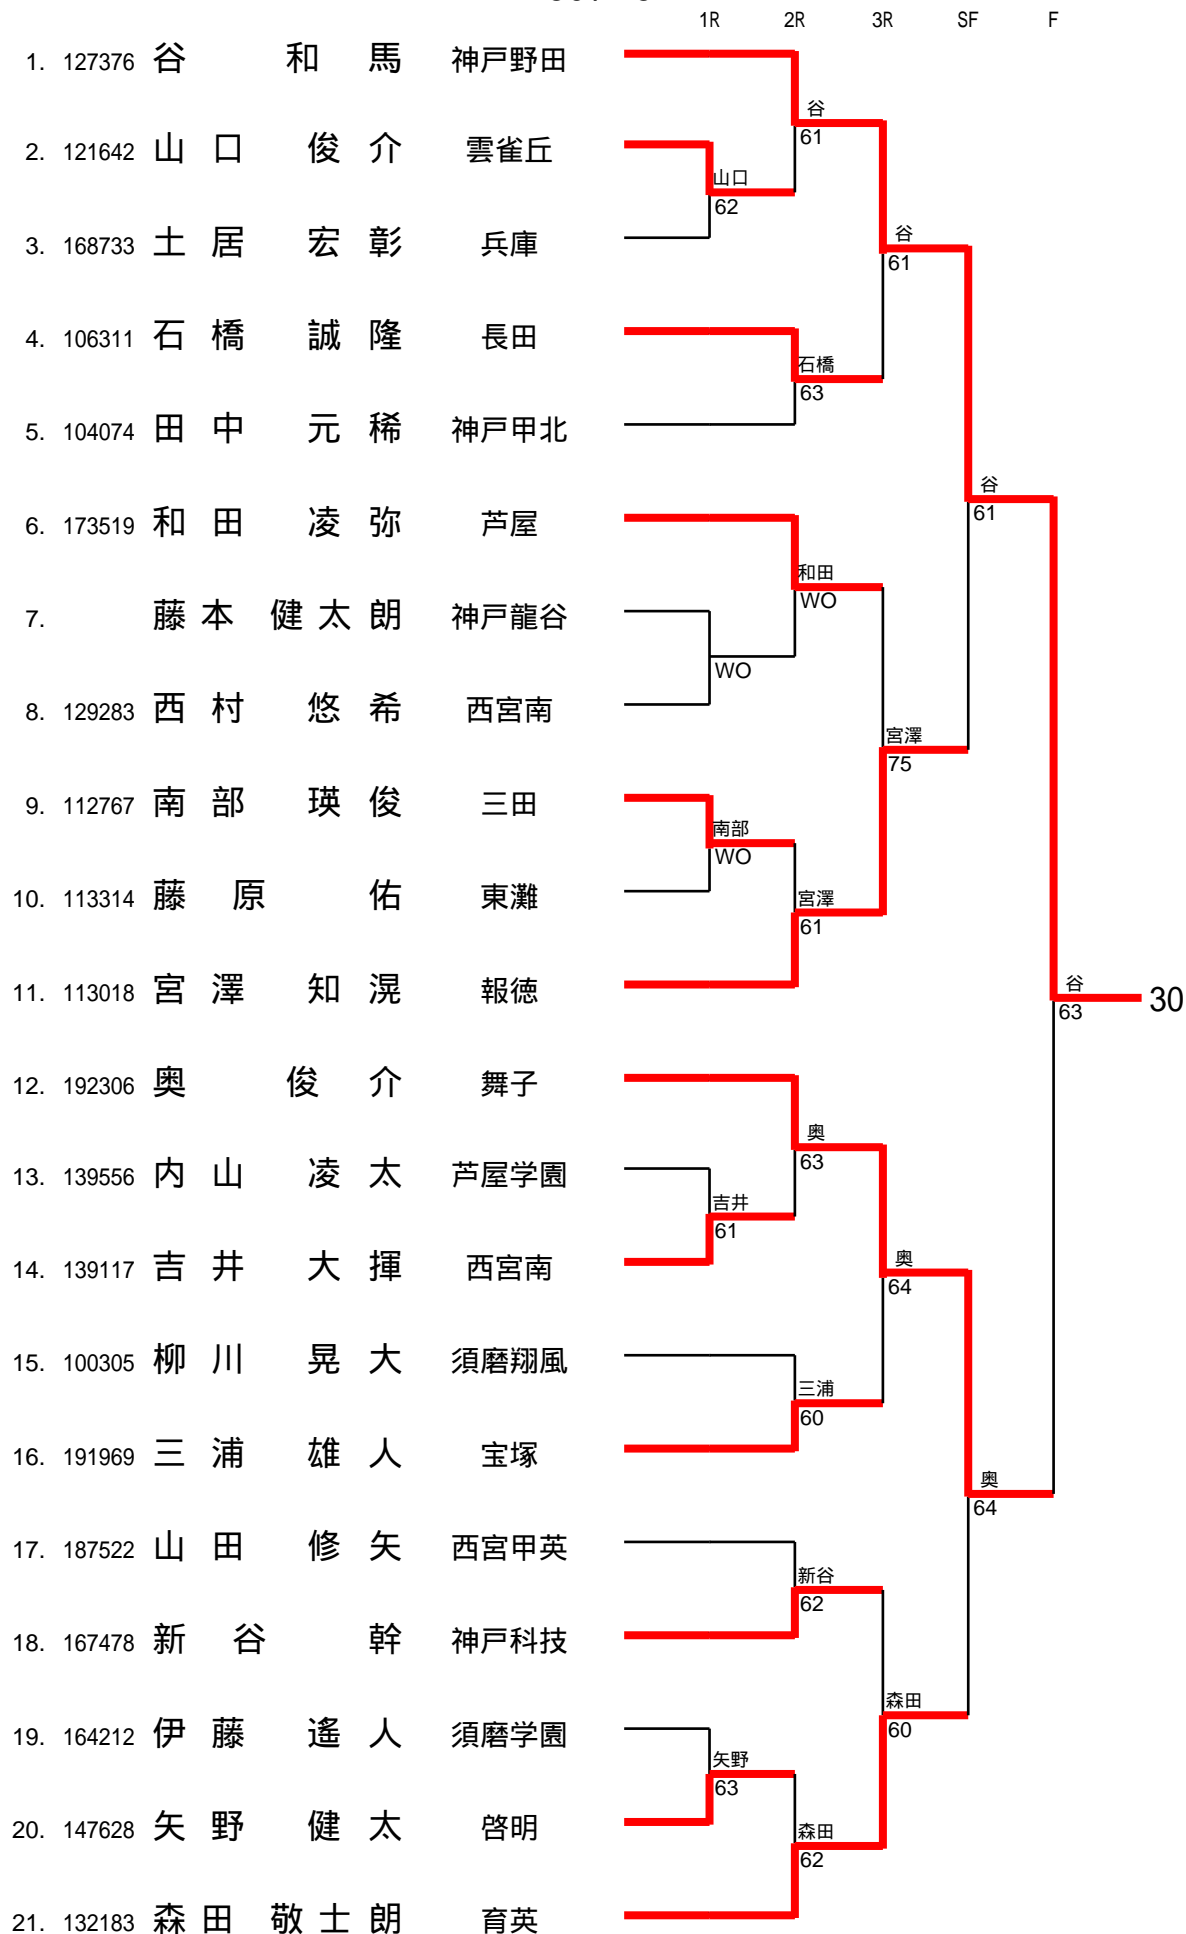 1R 2R 3R SF F
1. 127376 谷 和 馬 神戸野田
谷
61
2. 121642 山 口 俊 介 雲雀丘
山口
62
3. 168733 土 居 宏 彰 兵庫
谷
61
4. 106311 石 橋 誠 隆 長田
石橋
63
5. 104074 田 中 元 稀 神戸甲北
谷
61
6. 173519 和 田 凌 弥 芦屋
和田
WO
7. 藤 本 健 太 朗 神戸龍谷
WO
8. 129283 西 村 悠 希 西宮南
宮澤
75
9. 112767 南 部 瑛 俊 三田
南部
WO
10. 113314 藤 原 佑 東灘
宮澤
61
11. 113018 宮 澤 知 滉 報徳
谷
63
30
12. 192306 奥 俊 介 舞子
奥
63
13. 139556 内 山 凌 太 芦屋学園
吉井
61
14. 139117 吉 井 大 揮 西宮南
奥
64
15. 100305 柳 川 晃 大 須磨翔風
三浦
60
16. 191969 三 浦 雄 人 宝塚
奥
64
17. 187522 山 田 修 矢 西宮甲英
新谷
62
18. 167478 新 谷 幹 神戸科技
森田
60
19. 164212 伊 藤 遙 人 須磨学園
矢野
63
20. 147628 矢 野 健 太 啓明
森田
62
21. 132183 森 田 敬 士 朗 育英